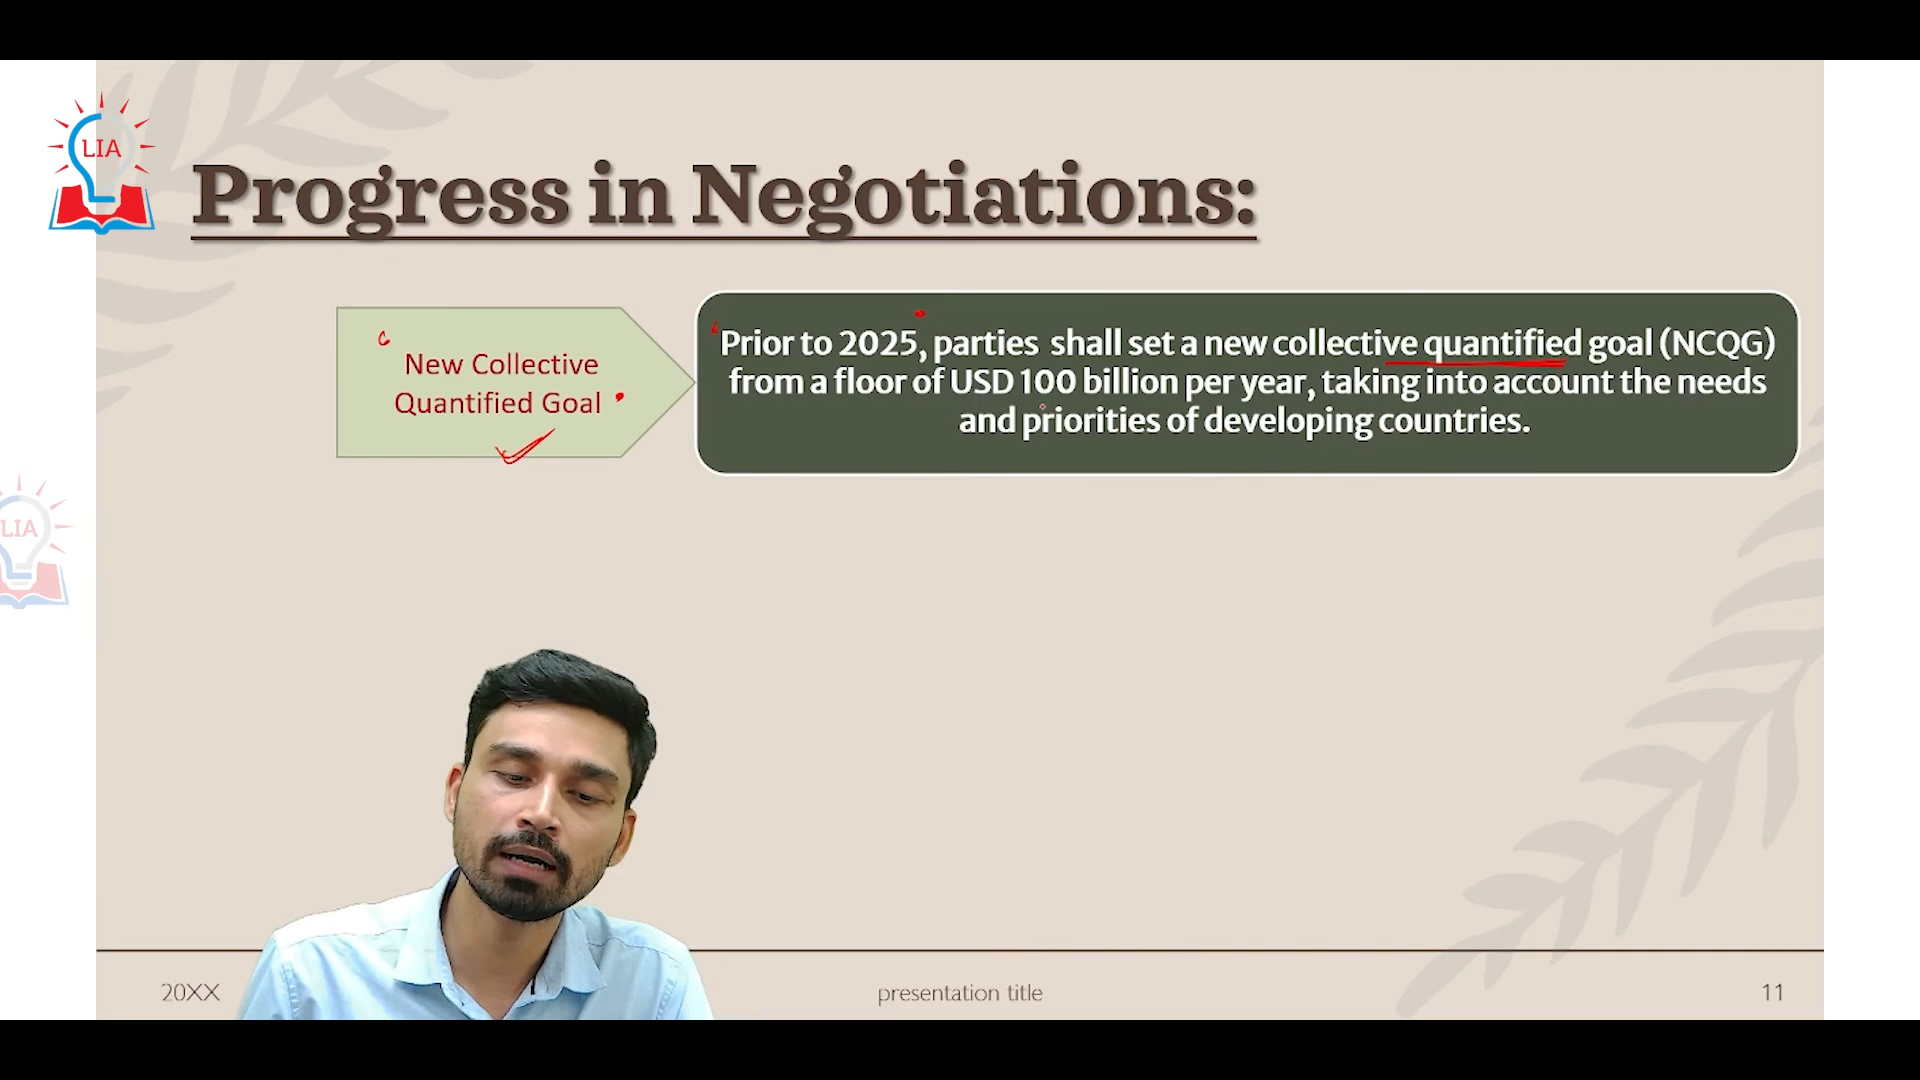 LIA
Progress in Negotiations:
New Collective
Quantified Goal
Prior to 2025, parties shall set a new collective quantified goal (NCQG)
from a floor of USD 100 billion per year, taking into account the needs
and priorities of developing countries.
LIA
20XX
presentation title
11